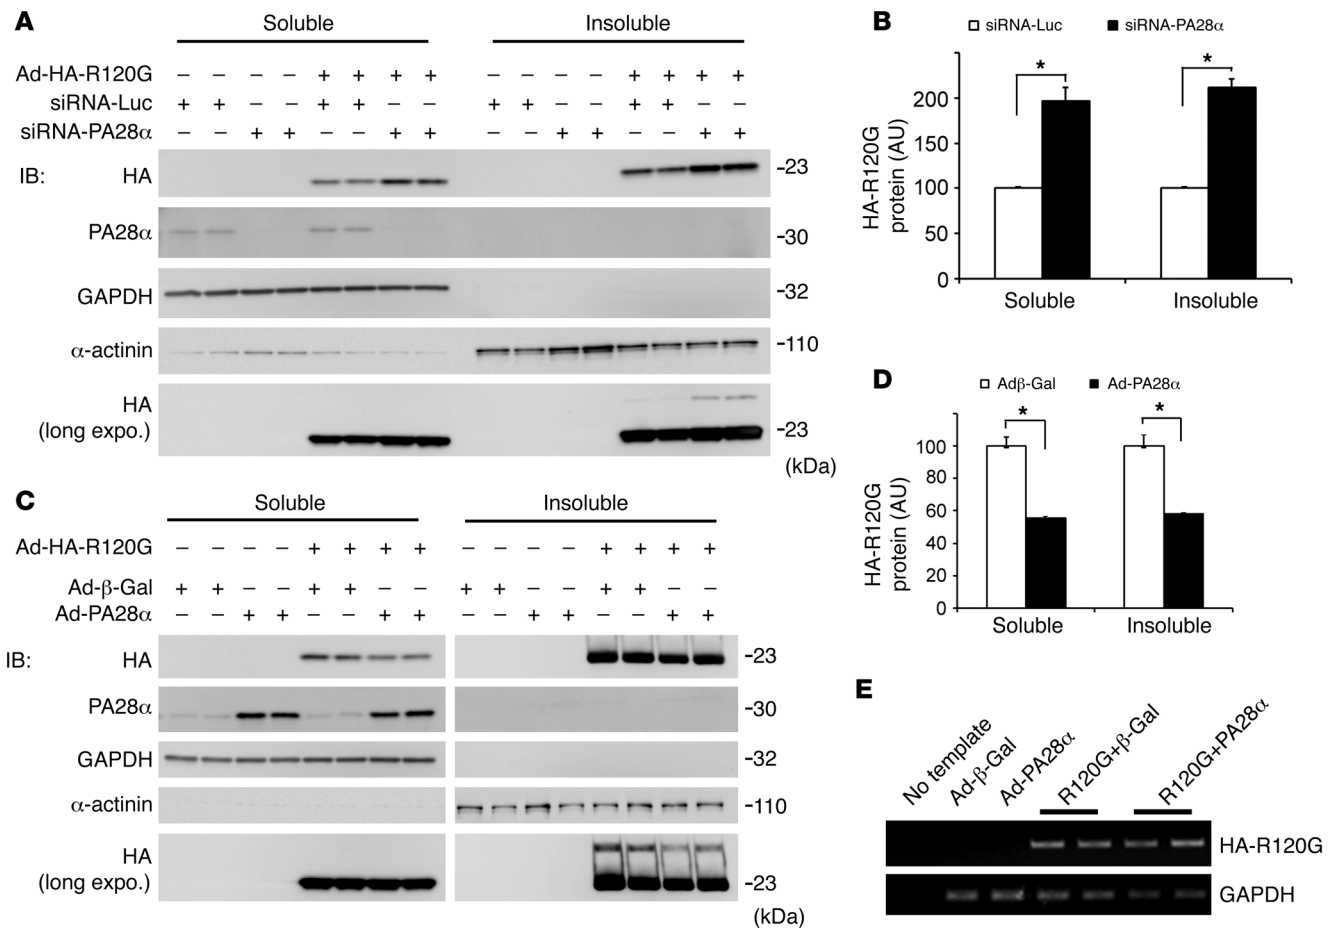 A
Soluble
Insoluble
Ad-HA-R120G – – – – + + + + – – – – + + + +
siRNA-Luc + + – – + + – – + + – – + + – –
siRNA-PA28α – – + + – – + + – – + + – – + +
IB: HA -23
PA28α -30
GAPDH -32
α-actinin -110
HA
(long expo.) -23
(kDa)
B
siRNA-Luc siRNA-PA28α
HA-R120G
protein (AU)
200
150
100
50
0
* *
Soluble Insoluble
C
Soluble
Insoluble
Ad-HA-R120G – – – – + + + + – – – – + + + +
Ad-β-Gal + + – – + + – – + + – – + + – –
Ad-PA28α – – + + – – + + – – + + – – + +
IB: HA -23
PA28α -30
GAPDH -32
α-actinin -110
HA
(long expo.) -23
(kDa)
D
Adβ-Gal Ad-PA28α
HA-R120G
protein (AU)
100
80
60
40
20
0
* *
Soluble Insoluble
E
No template
Ad-β-Gal
Ad-PA28α
R120G+β-Gal
R120G+PA28α
HA-R120G
GAPDH